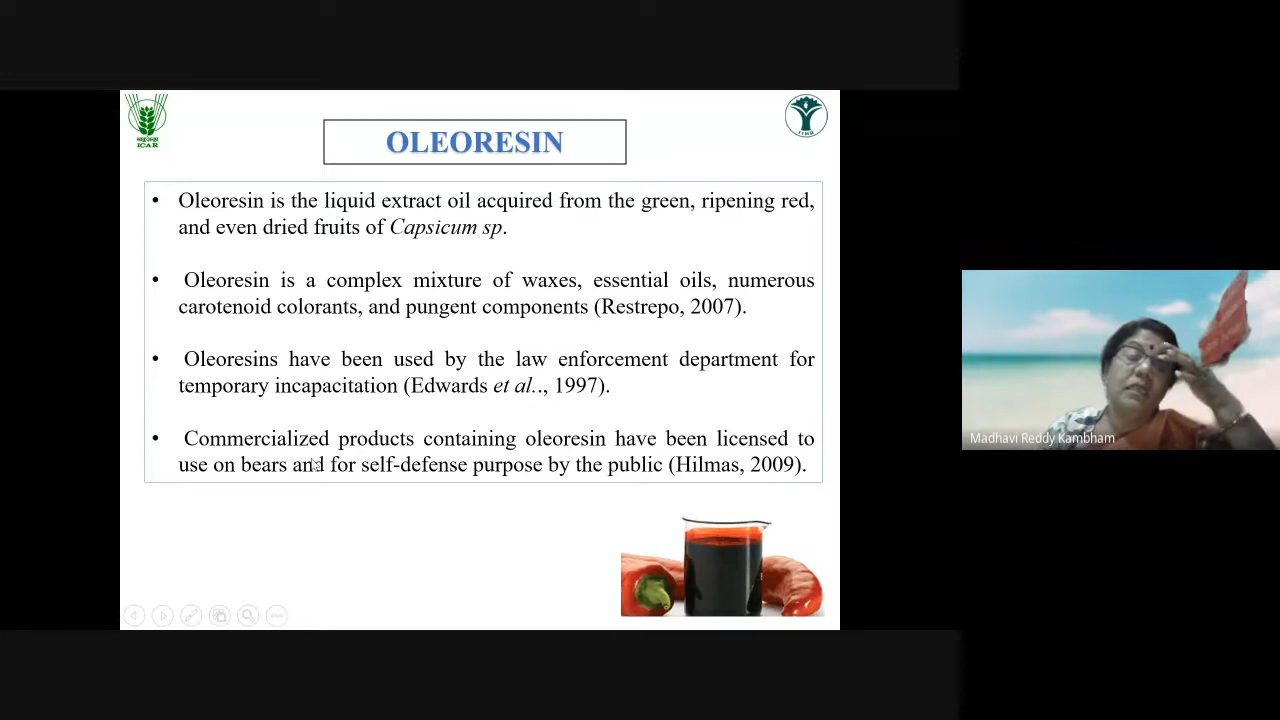 ICAR
OLEORESIN
• Oleoresin is the liquid extract oil acquired from the green, ripening red,
and even dried fruits of Capsicum sp.
• Oleoresin is a complex mixture of waxes, essential oils, numerous
carotenoid colorants, and pungent components (Restrepo, 2007).
• Oleoresins have been used by the law enforcement department for
temporary incapacitation (Edwards et al.., 1997).
• Commercialized products containing oleoresin have been licensed to
use on bears and for self-defense purpose by the public (Hilmas, 2009).
Madhavi Reddy Kambham